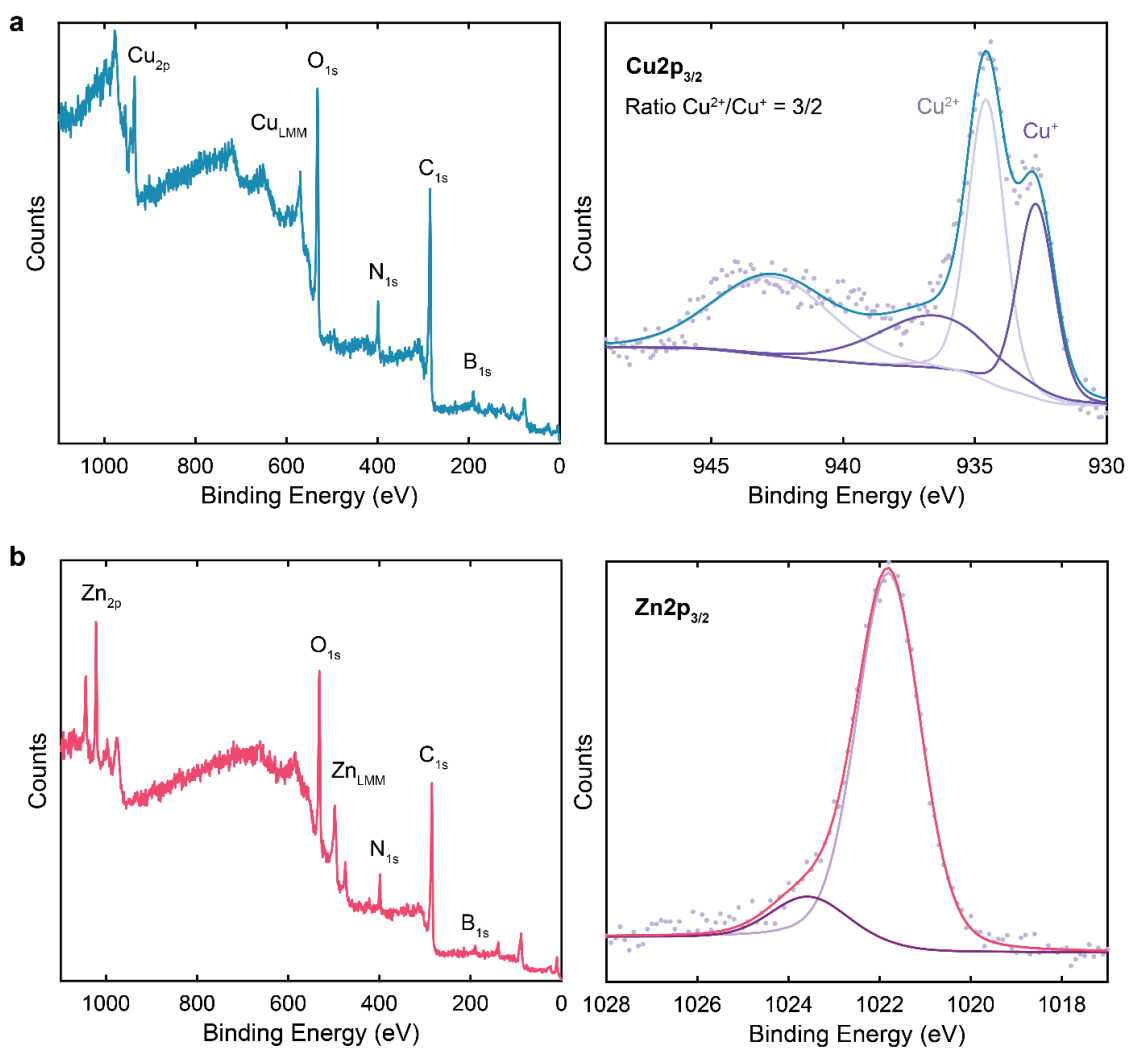 a
Cu2p
O1s
CuLMM
C1s
N1s
B1s
Counts
1000 800 600 400 200 0
Binding Energy (eV)
Cu2p3/2
Ratio Cu2+/Cu+ = 3/2
Cu2+
Cu+
Counts
945 940 935 930
Binding Energy (eV)
b
Zn2p
O1s
ZnLMM
C1s
N1s
B1s
Counts
1000 800 600 400 200 0
Binding Energy (eV)
Zn2p3/2
Counts
1028 1026 1024 1022 1020 1018
Binding Energy (eV)